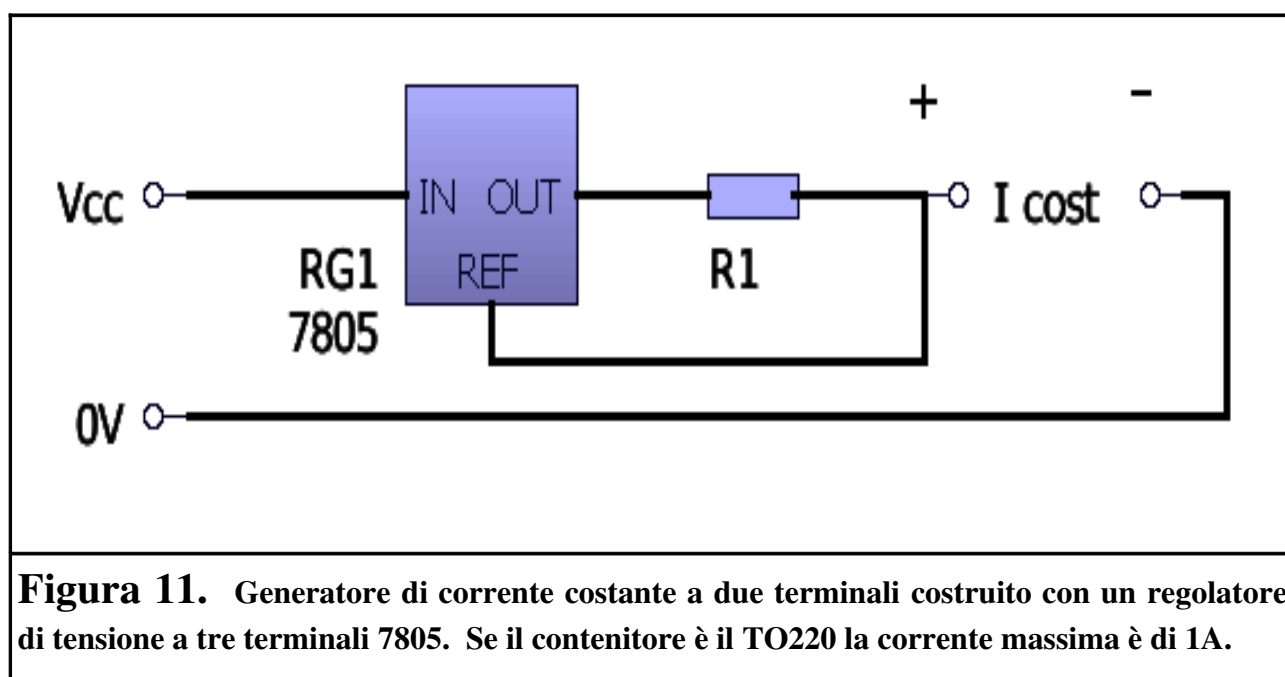 + -
Vcc IN OUT I cost
RG1 REF R1
7805
0V
Figura 11. Generatore di corrente costante a due terminali costruito con un regolatore
di tensione a tre terminali 7805. Se il contenitore è il TO220 la corrente massima è di 1A.